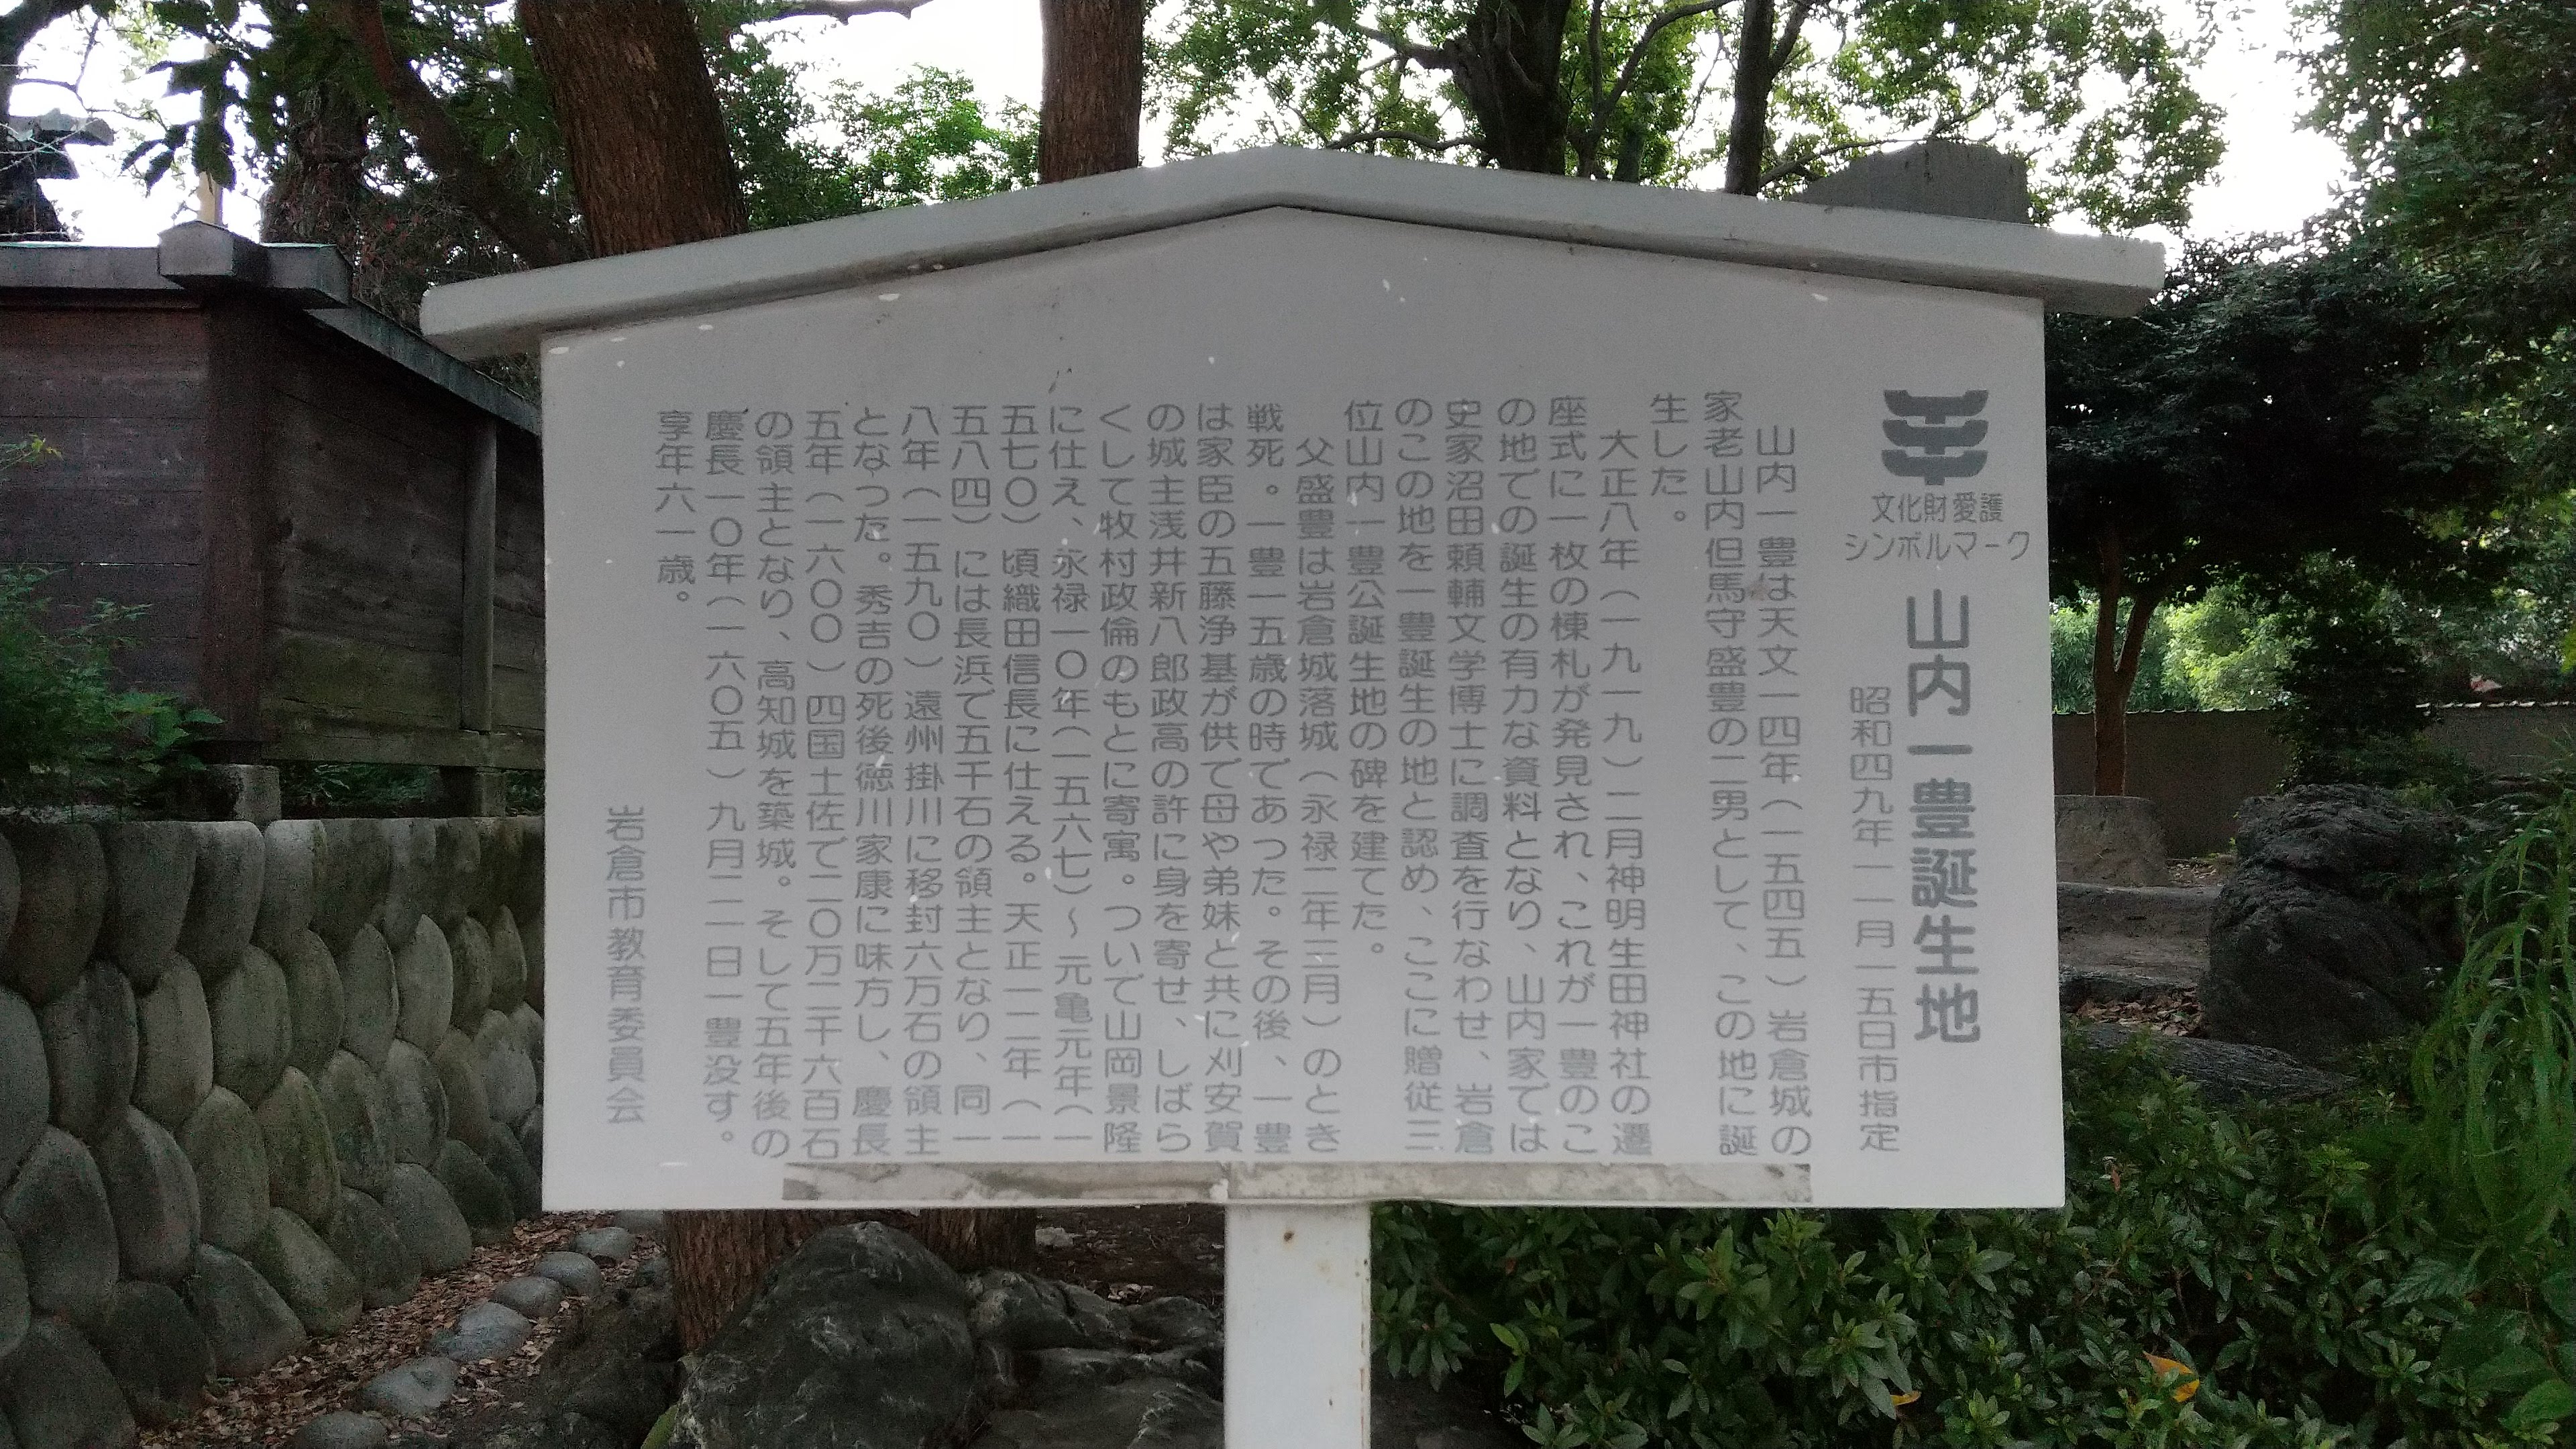 文化財愛護
シンボルマーク
山内一豊誕生地
昭和四九年一一月一五日市指定
山内一豊は天文一四年（一五四五）岩倉城の
家老山内但馬守盛豊の二男として、この地に誕
生した。
大正八年（一九一九）二月神明生田神社の遷
座式に一枚の棟札が発見され、これが一豊のこ
の地での誕生の有力な資料となり、山内家では
史家沼田頼輔文学博士に調査を行なわせ、岩倉
のこの地を一豊誕生の地と認め、ここに贈従三
位山内一豊公誕生地の碑を建てた。
父盛豊は岩倉城落城（永禄二年三月）のとき
戦死。一豊一五歳の時であった。その後、一豊
は家臣の五藤浄基が供で母や弟妹と共に刈安賀
の城主浅井新八郎政高の許に身を寄せ、しばら
くして牧村政倫のもとに寄寓。ついで山岡景隆
に仕え、永禄一〇年（一五六七）～元亀元年（一
五七〇）頃織田信長に仕える。天正一二年（一
五八四）には長浜で五千石の領主となり、同一
八年（一五九〇）遠州掛川に移封六万石の領主
となった。秀吉の死後徳川家康に味方し、慶長
五年（一六〇〇）四国土佐で二〇万二千六百石
の領主となり、高知城を築城。そして五年後の
慶長一〇年（一六〇五）九月二一日一豊没す。
享年六一歳。
岩倉市教育委員会